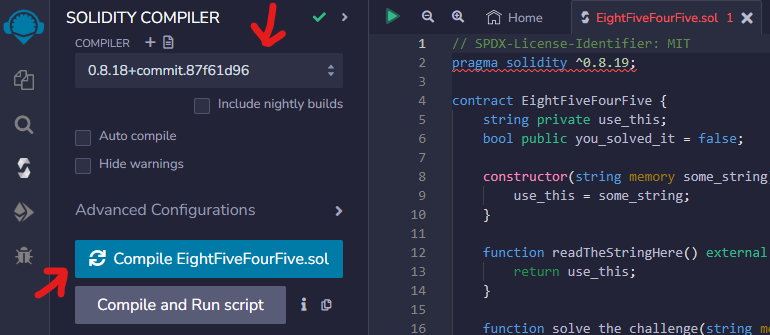 SOLIDITY COMPILER
COMPILER
0.8.18+commit.87f61d96
Include nightly builds
Auto compile
Hide warnings
Advanced Configurations
Compile EightFiveFourFive.sol
Compile and Run script
Home
EightFiveFourFive.sol 1
1 // SPDX-License-Identifier: MIT
2 pragma solidity ^0.8.19;
3
4 contract EightFiveFourFive {
5 string private use_this;
6 bool public you_solved_it = false;
7
8 constructor(string memory some_string
9 use_this = some_string;
10 }
11
12 function readTheStringHere() external
13 return use_this;
14 }
15
16 function solve_the_challenge(string m